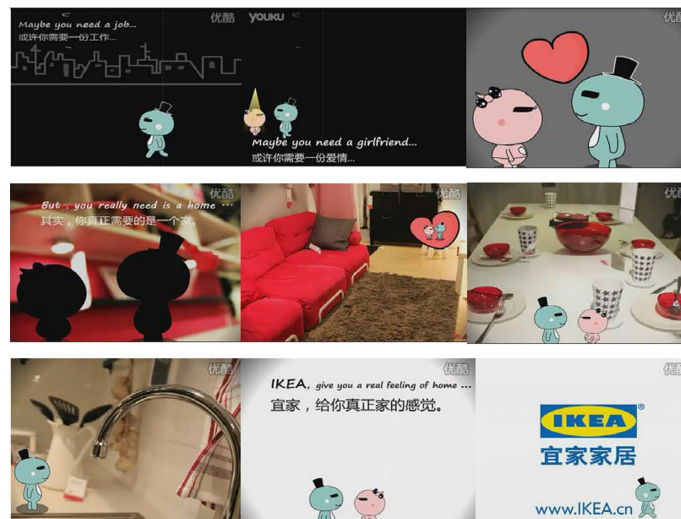 Maybe you need a job...
或许你需要一份工作...
优酷
YOUKU
Maybe you need a girlfriend...
或许你需要一份爱情...
优酷
But , you really need is a home ...
其实，你真正需要的是一个家。
优酷
优酷
优酷
优酷
IKEA, give you a real feeling of home ...
宜家，给你真正家的感觉。
优酷
优酷
IKEA®
宜家家居
www.IKEA.cn